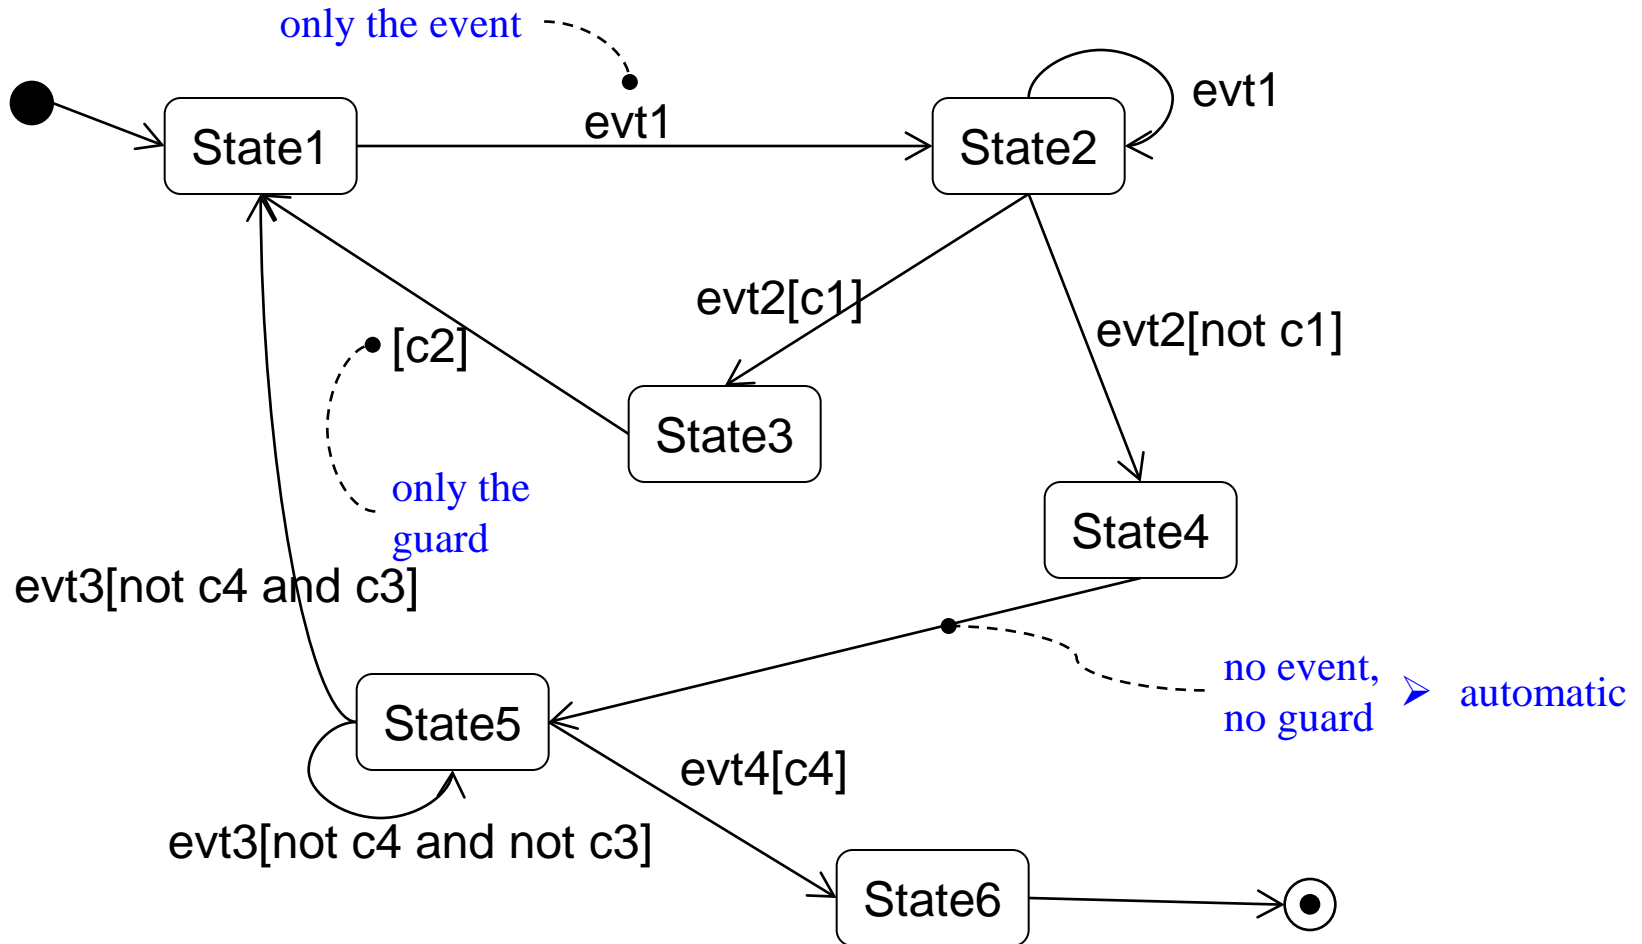 only the event
evt1
State1
evt1
State2
evt2[c1]
evt2[not c1]
[c2]
State3
only the
guard
State4
evt3[not c4 and c3]
no event,
no guard
➢ automatic
State5
evt4[c4]
evt3[not c4 and not c3]
State6